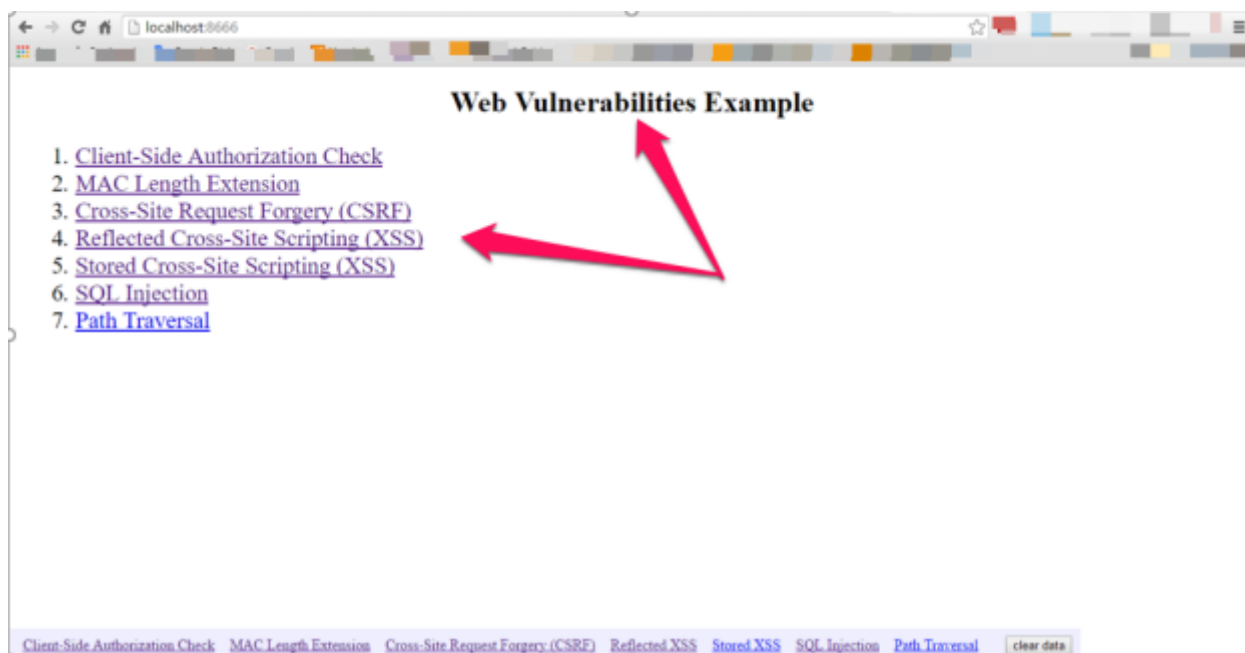 localhost:8666
Web Vulnerabilities Example
1. Client-Side Authorization Check
2. MAC Length Extension
3. Cross-Site Request Forgery (CSRF)
4. Reflected Cross-Site Scripting (XSS)
5. Stored Cross-Site Scripting (XSS)
6. SQL Injection
7. Path Traversal
Client-Side Authorization Check MAC Length Extension Cross-Site Request Forgery (CSRF) Reflected XSS Stored XSS SQL Injection Path Traversal clear data